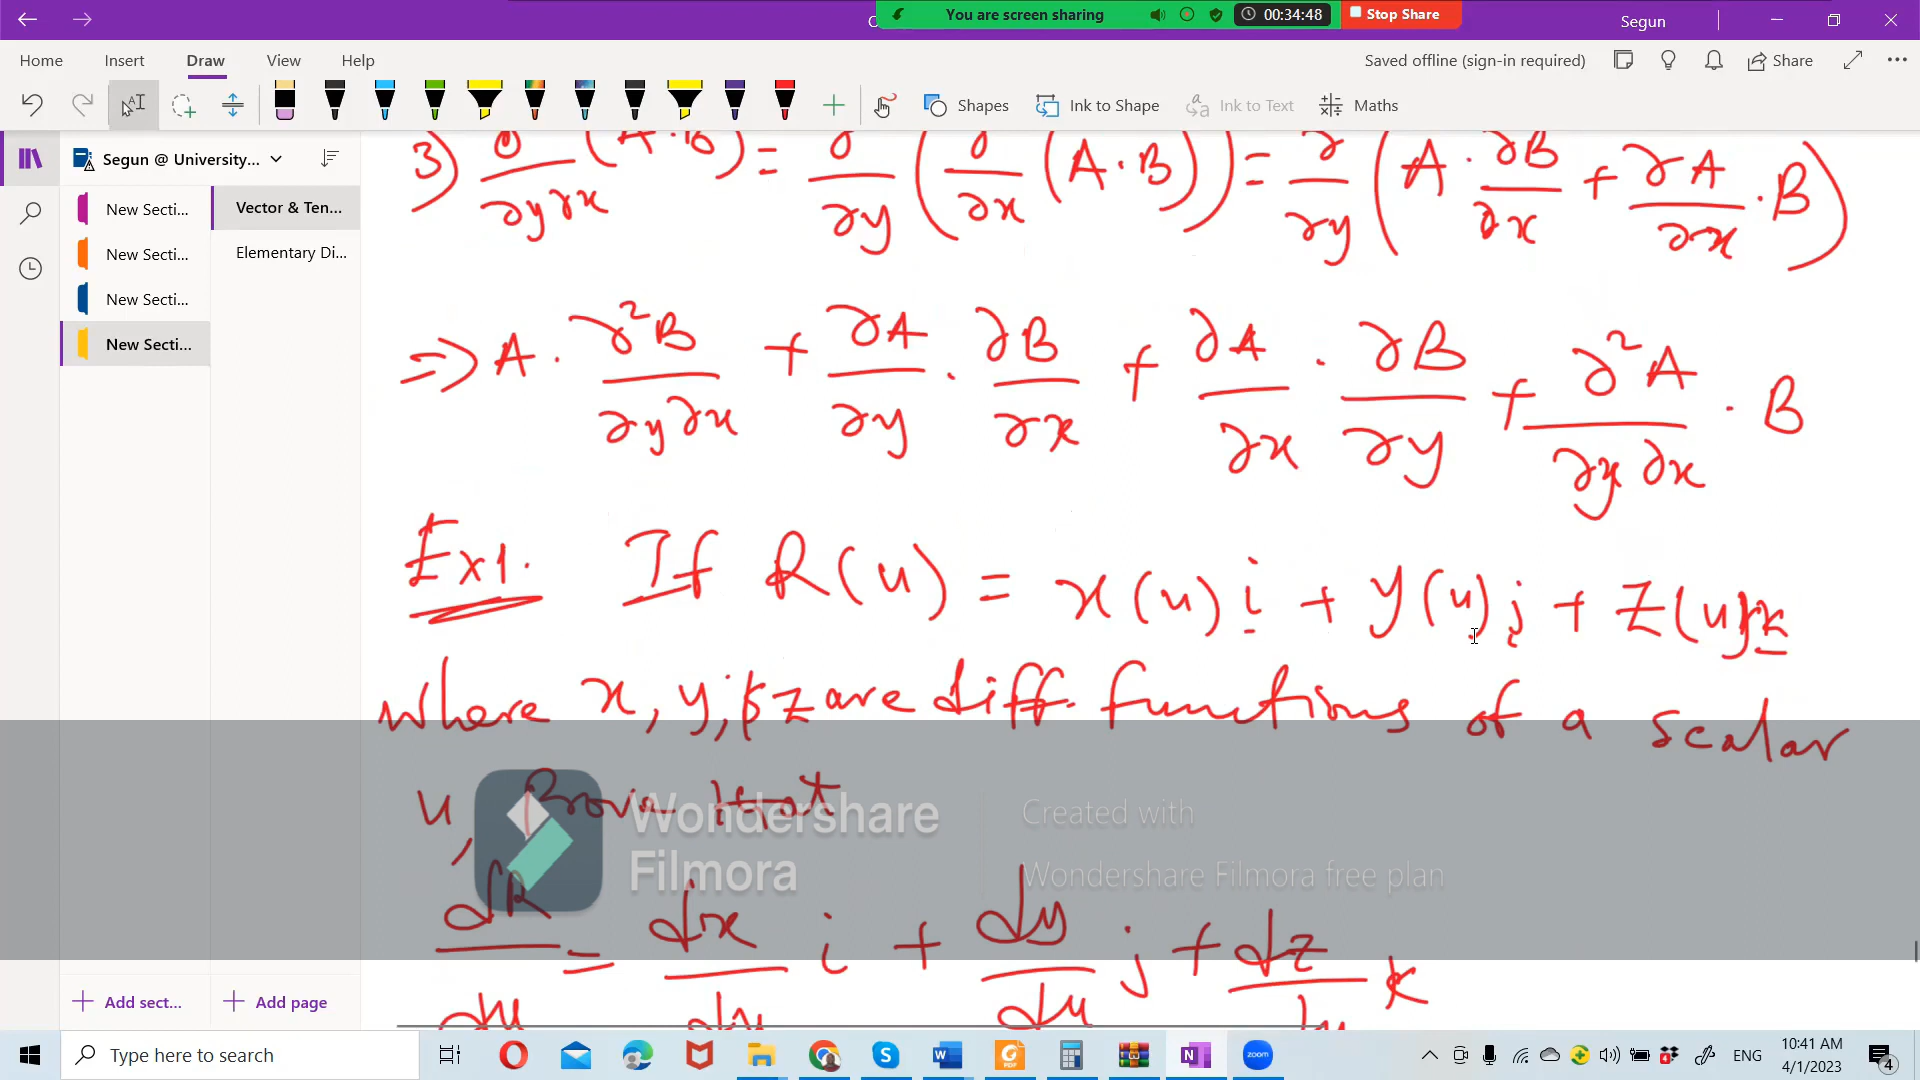 You are screen sharing 00:34:48 Stop Share
Segun
Home Insert Draw View Help Saved offline (sign-in required) Share
Shapes Ink to Shape Ink to Text Maths
Segun @ University...
New Secti...
New Secti...
New Secti...
New Secti...
Vector & Ten...
Elementary Di...
3) ∂/∂y∂x (A·B) = ∂/∂y (∂/∂x (A·B)) = ∂/∂y (A · ∂B/∂x + ∂A/∂x · B)
=> A · ∂²B/∂y∂x + ∂A/∂y · ∂B/∂x + ∂A/∂x · ∂B/∂y + ∂²A/∂y∂x · B
Ex1. If R(u) = x(u) i + y(u) j + z(u) k
where x, y, & z are diff. functions of a scalar
u, Prove that
dR/du = dx/du i + dy/du j + dz/du k
Wondershare
Filmora
Created with
Wondershare Filmora free plan
Add sect... Add page
Type here to search
zoom
ENG
10:41 AM
4/1/2023
4